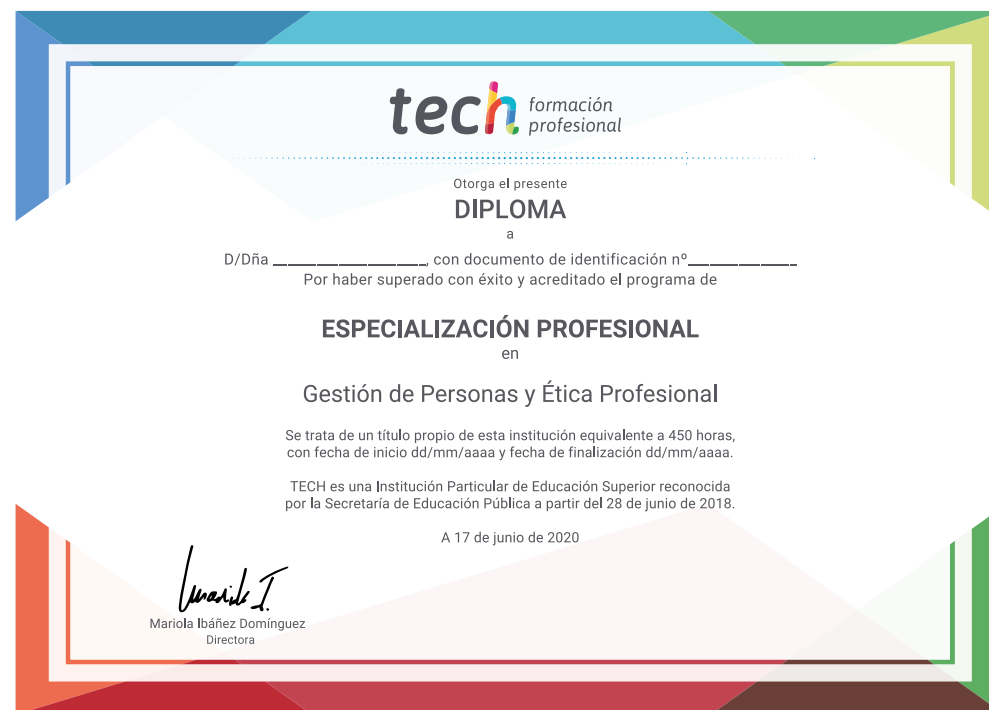 tech formación
profesional
Otorga el presente
DIPLOMA
a
D/Dña ____________________, con documento de identificación nº______________
Por haber superado con éxito y acreditado el programa de
ESPECIALIZACIÓN PROFESIONAL
en
Gestión de Personas y Ética Profesional
Se trata de un título propio de esta institución equivalente a 450 horas,
con fecha de inicio dd/mm/aaaa y fecha de finalización dd/mm/aaaa.
TECH es una Institución Particular de Educación Superior reconocida
por la Secretaría de Educación Pública a partir del 28 de junio de 2018.
A 17 de junio de 2020
Mariola Ibáñez Domínguez
Directora